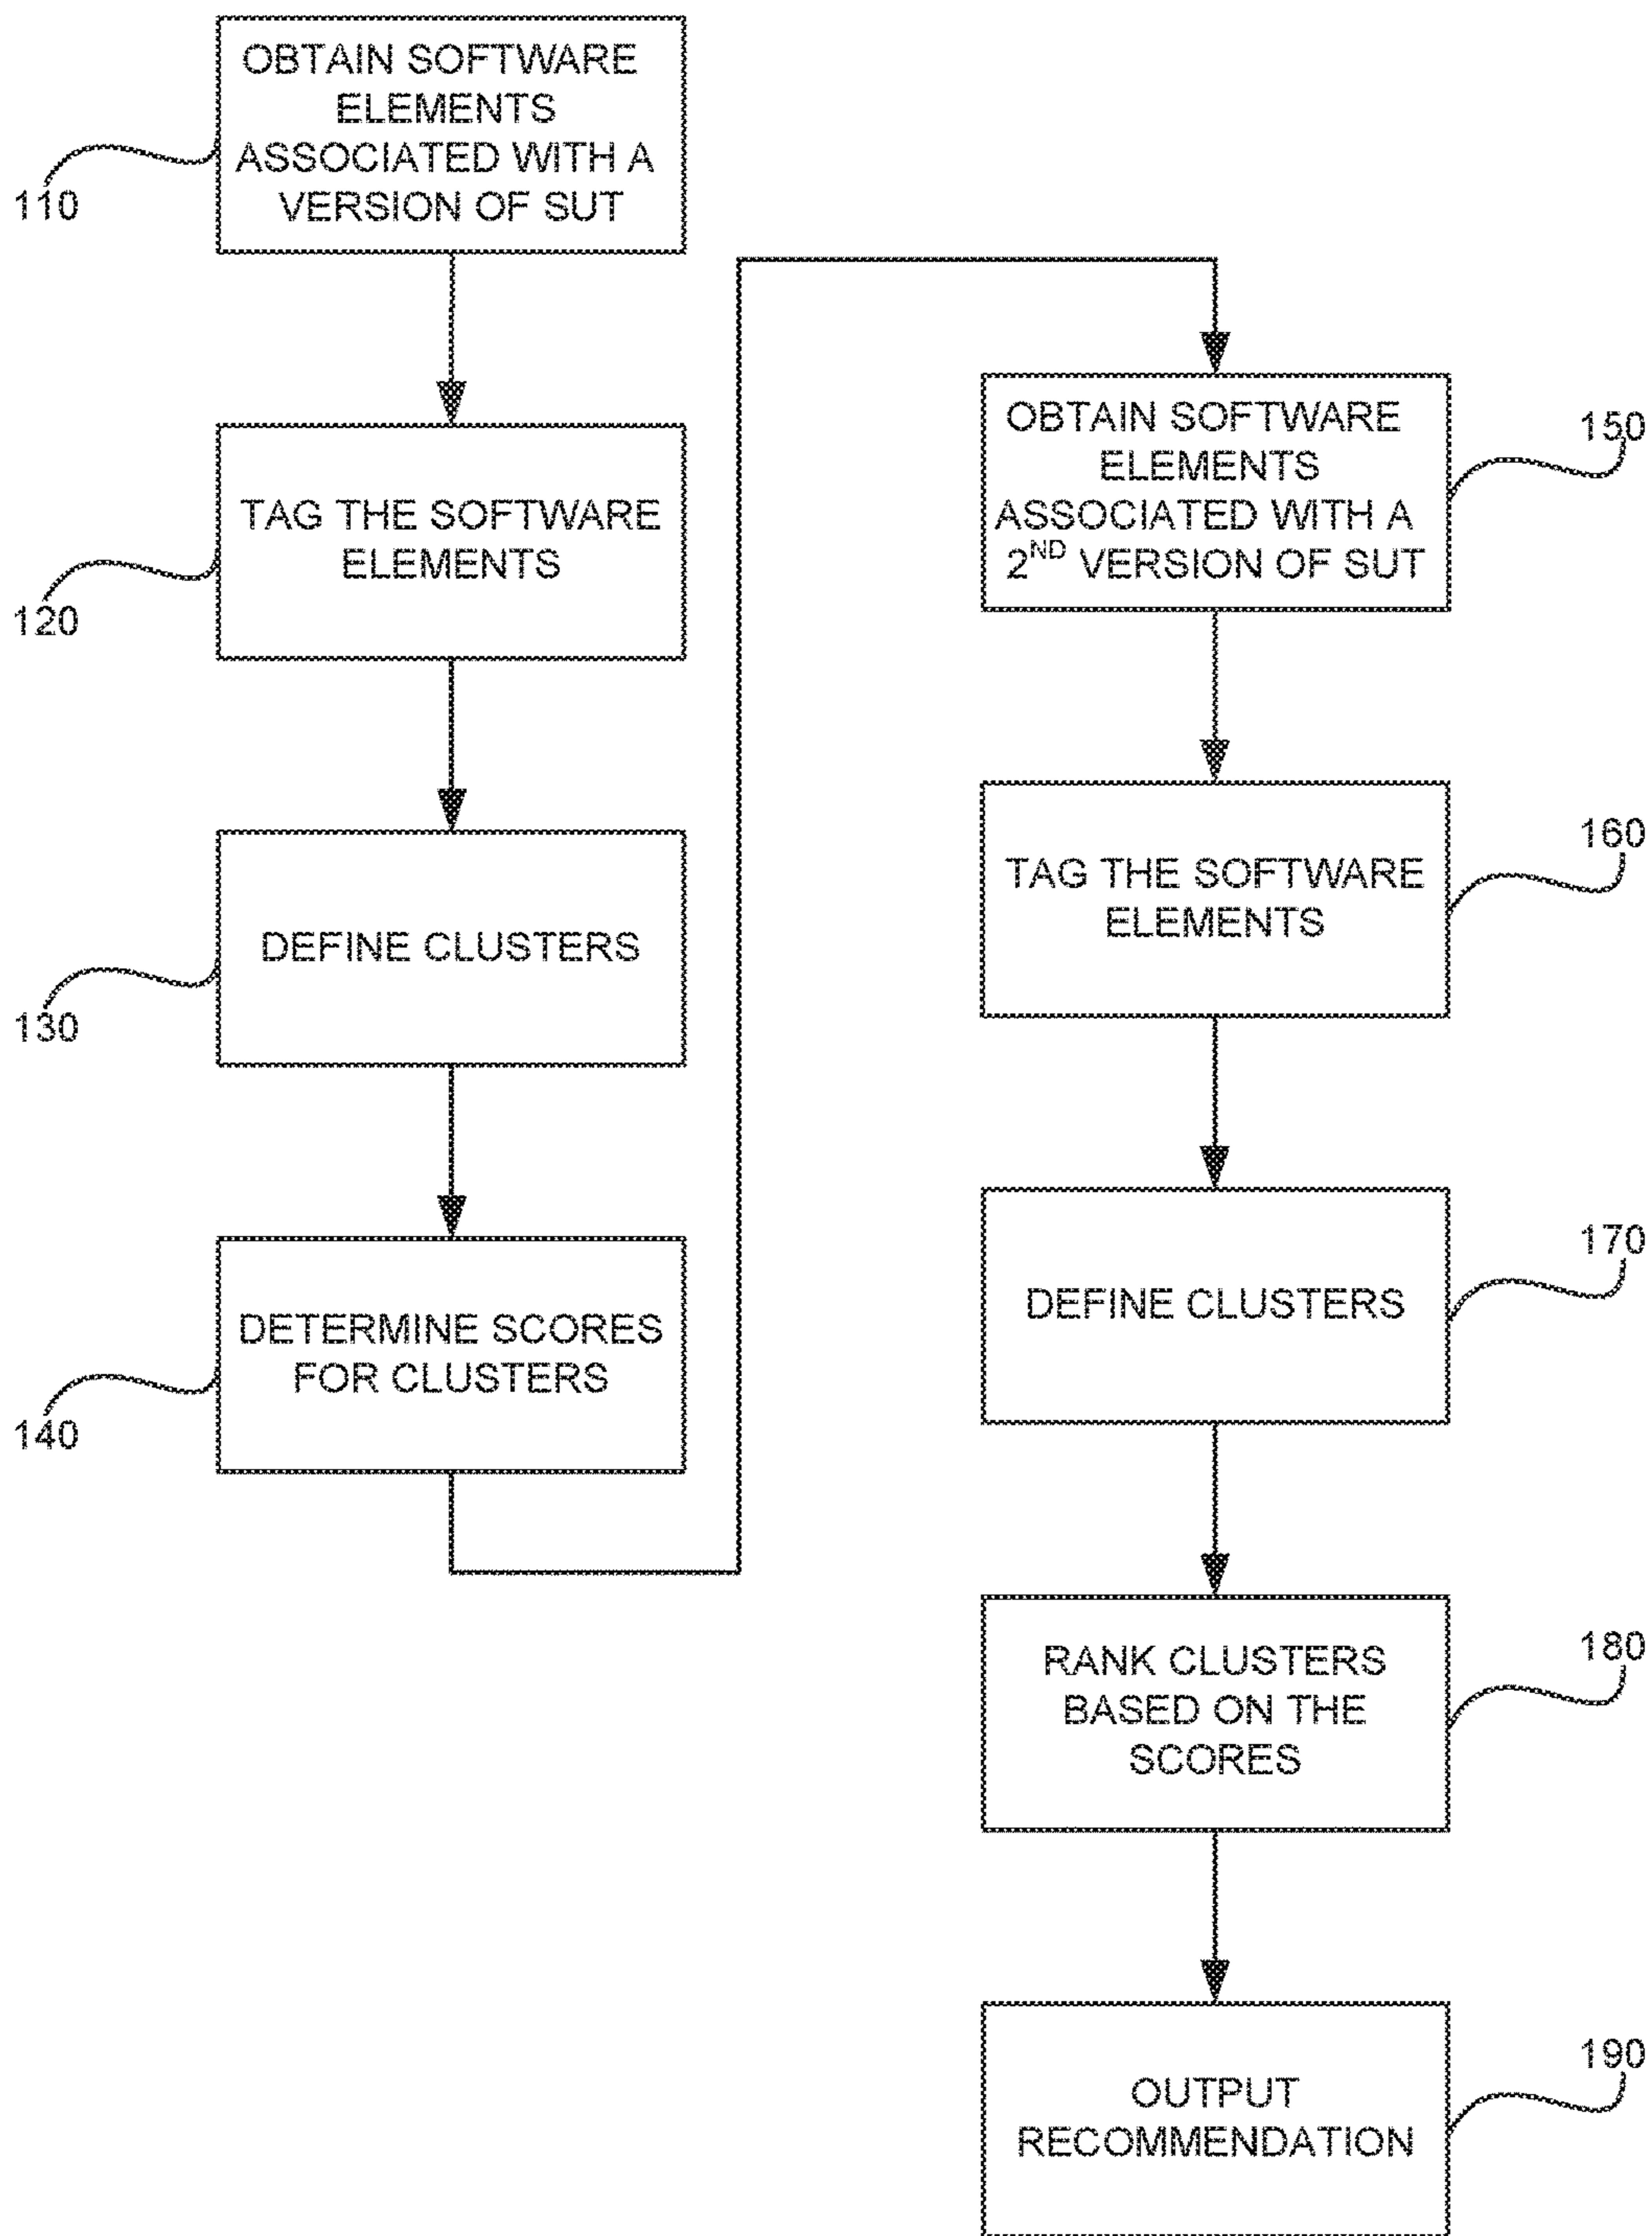 OBTAIN SOFTWARE
ELEMENTS
ASSOCIATED WITH A
VERSION OF SUT
110
TAG THE SOFTWARE
ELEMENTS
120
DEFINE CLUSTERS
130
DETERMINE SCORES
FOR CLUSTERS
140
OBTAIN SOFTWARE
ELEMENTS
ASSOCIATED WITH A
2ND VERSION OF SUT
150
TAG THE SOFTWARE
ELEMENTS
160
DEFINE CLUSTERS
170
RANK CLUSTERS
BASED ON THE
SCORES
180
OUTPUT
RECOMMENDATION
190